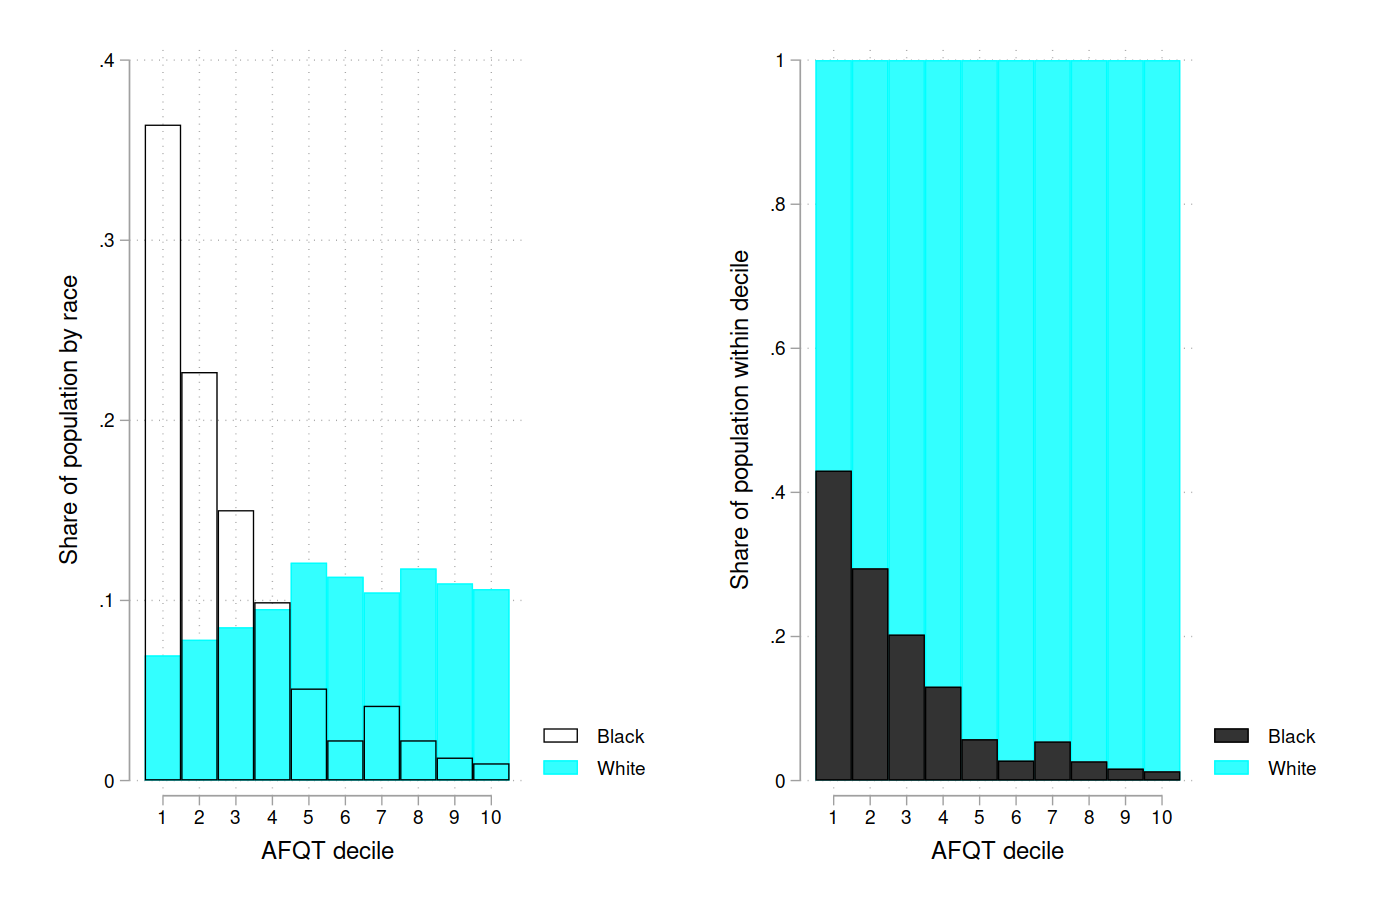 Share of population by race
.4
.3
.2
.1
0
1 2 3 4 5 6 7 8 9 10
AFQT decile
Black
White
Share of population within decile
1
.8
.6
.4
.2
0
1 2 3 4 5 6 7 8 9 10
AFQT decile
Black
White